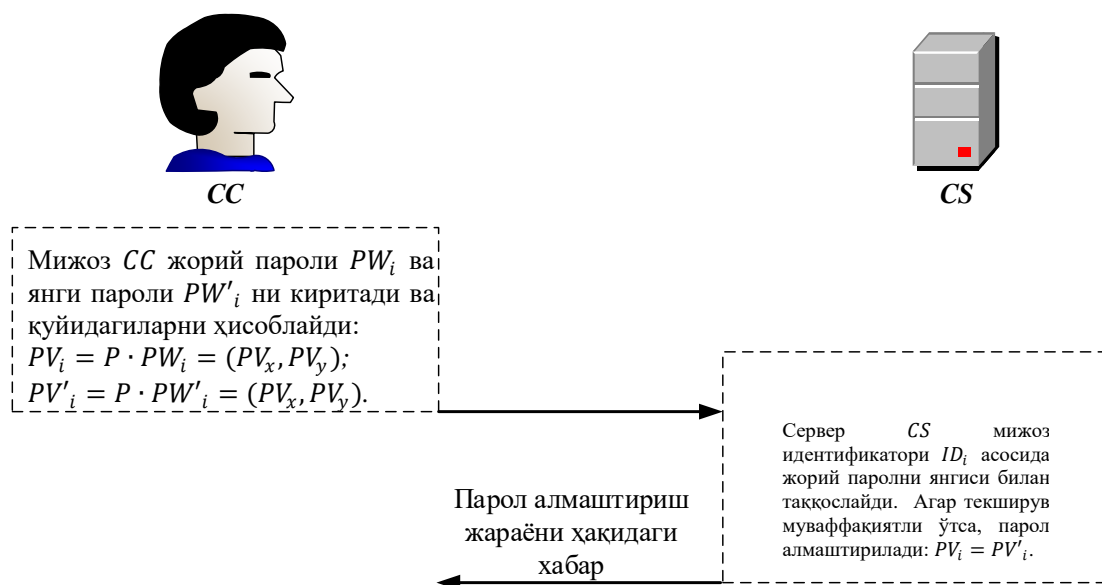 CC
CS
Мижоз CC жорий пароли PW_i ва
янги пароли PW'_i ни киритади ва
қуйидагиларни ҳисоблайди:
PV_i = P · PW_i = (PV_x, PV_y);
PV'_i = P · PW'_i = (PV_x, PV_y).
Сервер CS мижоз
идентификатори ID_i асосида
жорий паролни янгиси билан
таққослайди. Агар текширув
муваффақиятли ўтса, парол
алмаштирилади: PV_i = PV'_i.
Парол алмаштириш
жараёни ҳақидаги
хабар